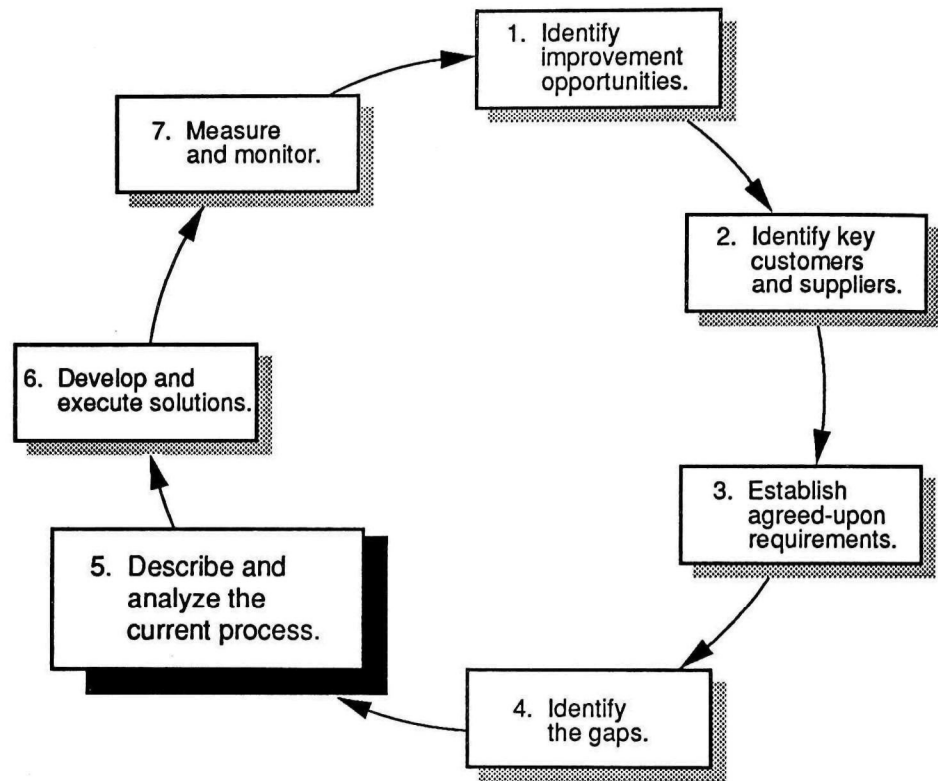 1. Identify
improvement
opportunities.
2. Identify key
customers
and suppliers.
3. Establish
agreed-upon
requirements.
4. Identify
the gaps.
5. Describe and
analyze the
current process.
6. Develop and
execute solutions.
7. Measure
and monitor.